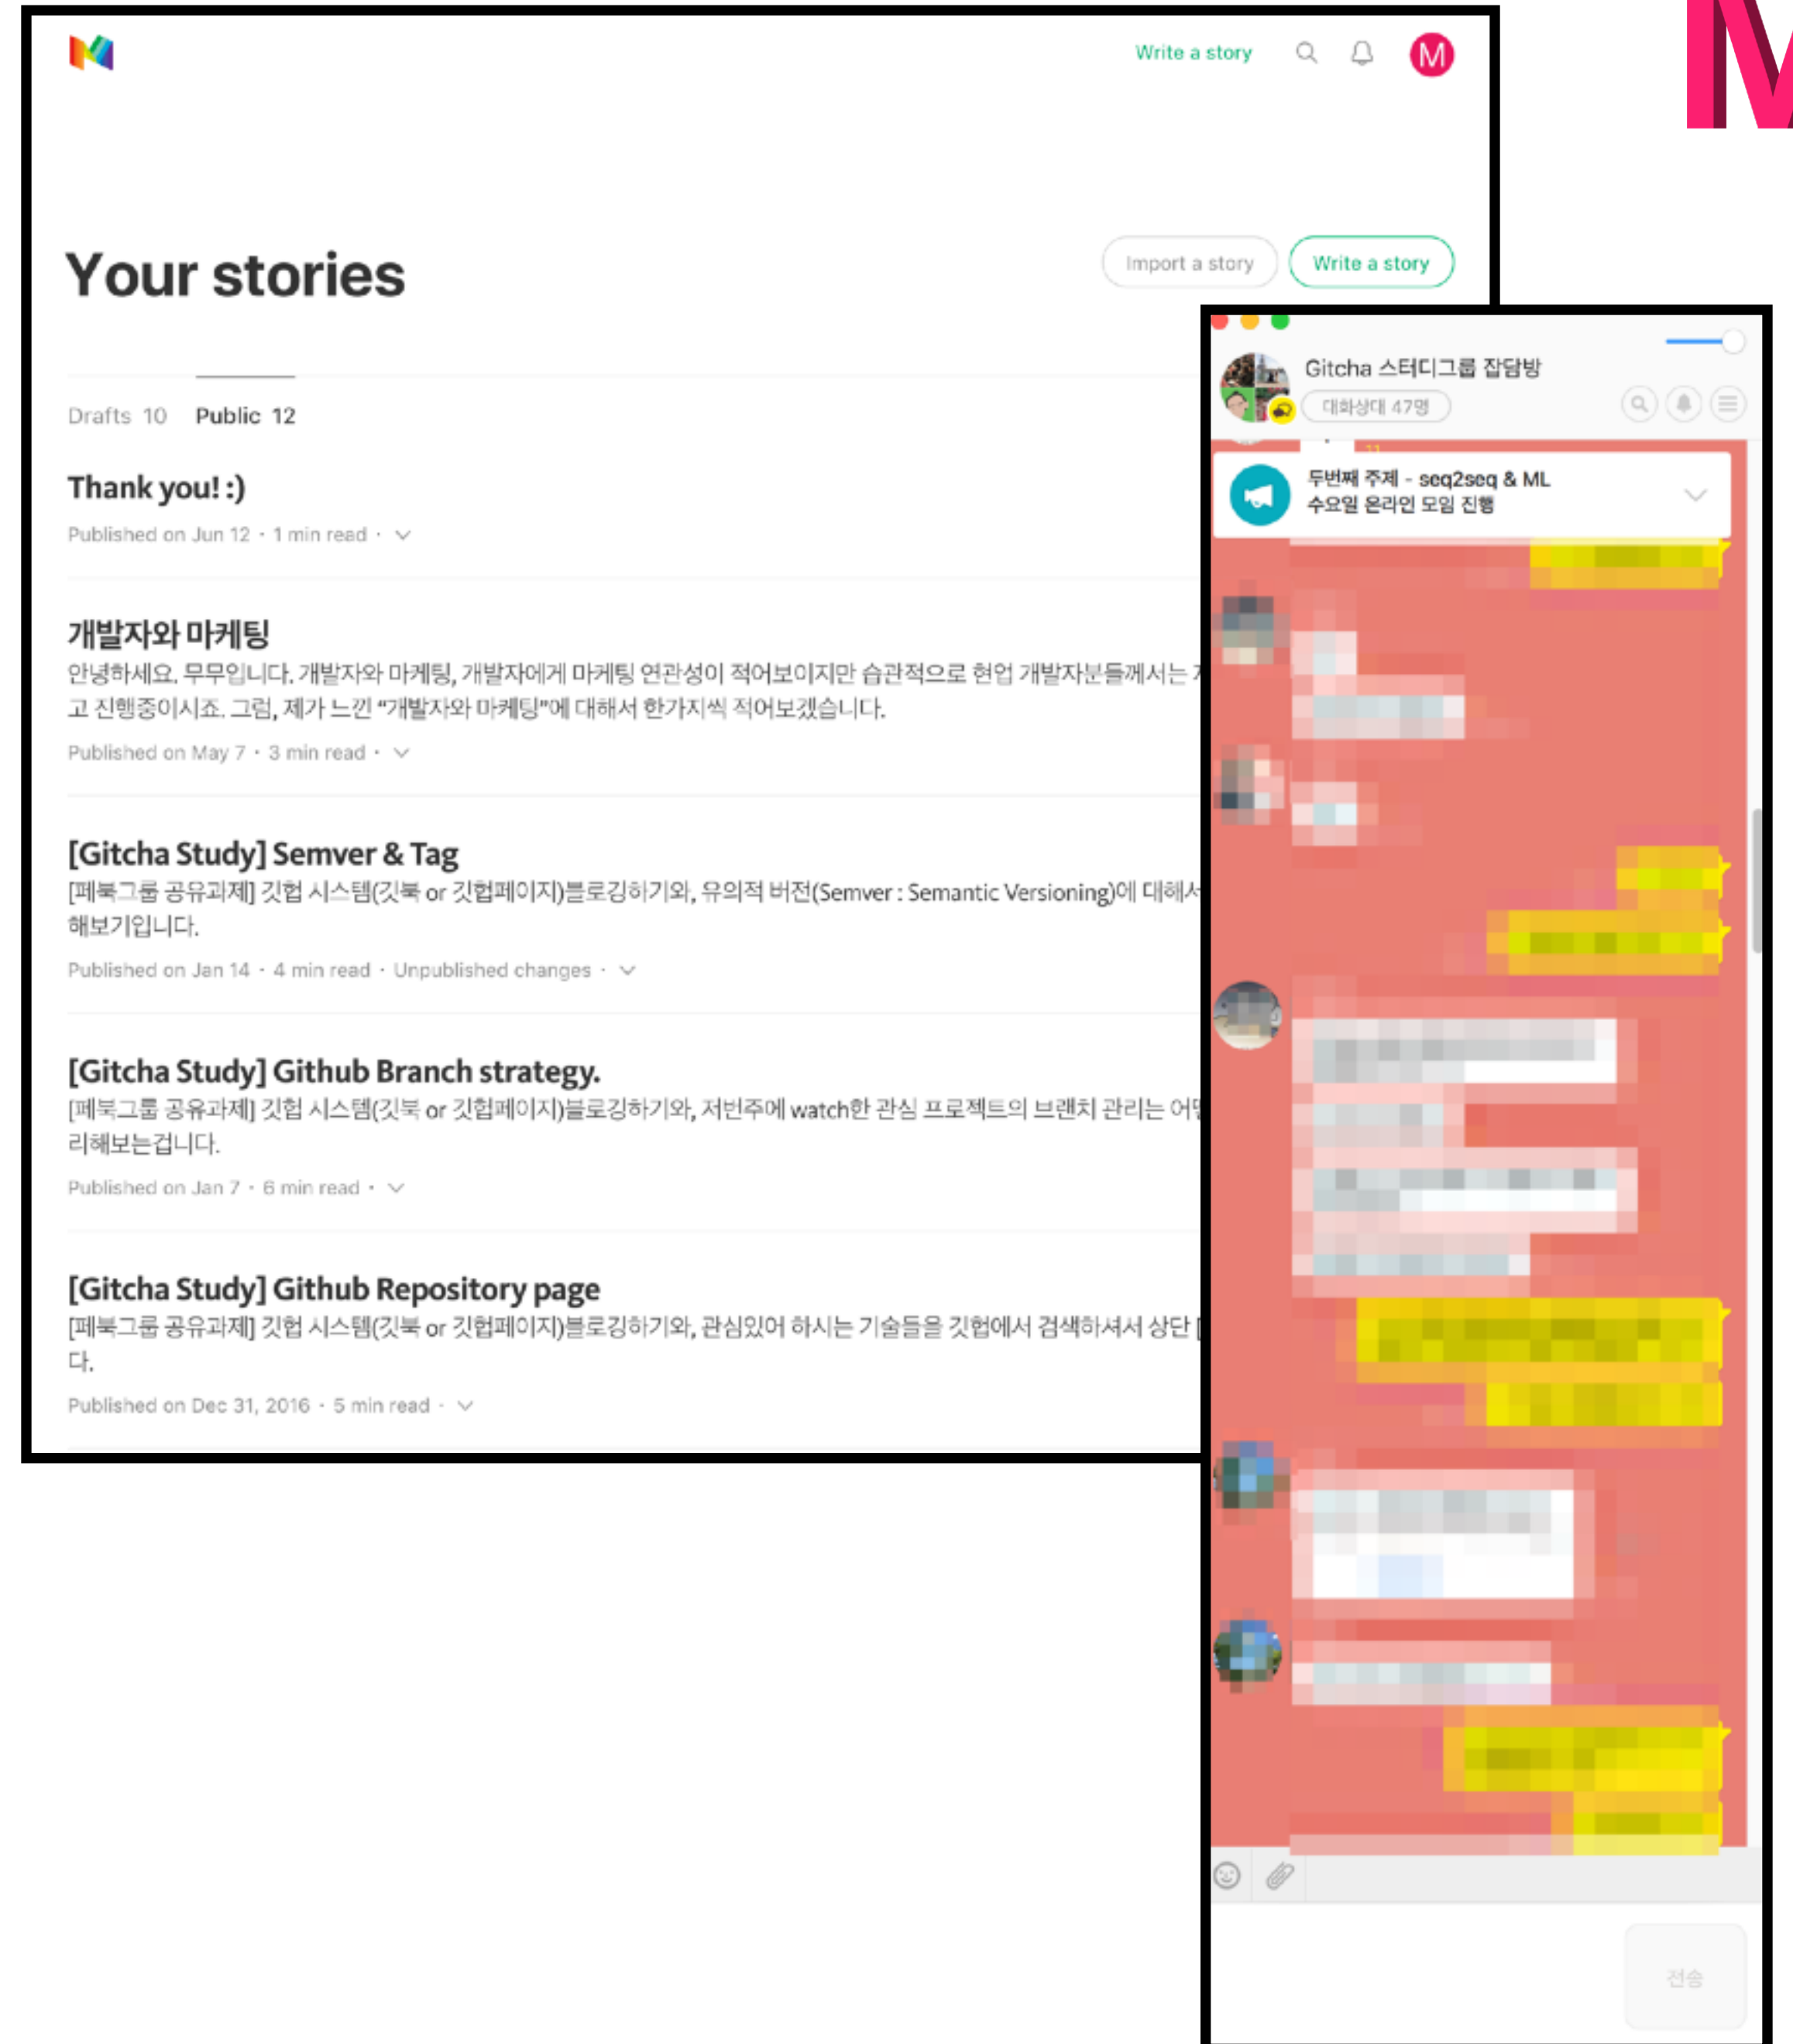 Write a story
M
M
Your stories
Import a story
Write a story
Drafts 10 Public 12
Thank you! :)
Published on Jun 12 · 1 min read ·
개발자와 마케팅
안녕하세요. 무무입니다. 개발자와 마케팅, 개발자에게 마케팅 연관성이 적어보이지만 습관적으로 현업 개발자분들께서는
고 진행중이시죠. 그럼, 제가 느낀 “개발자와 마케팅”에 대해서 한가지씩 적어보겠습니다.
Published on May 7 · 3 min read ·
[Gitcha Study] Semver & Tag
[페북그룹 공유과제] 깃헙 시스템(깃북 or 깃헙페이지)블로깅하기와, 유의적 버전(Semver : Semantic Versioning)에 대해서
해보기입니다.
Published on Jan 14 · 4 min read · Unpublished changes ·
[Gitcha Study] Github Branch strategy.
[페북그룹 공유과제] 깃헙 시스템(깃북 or 깃헙페이지)블로깅하기와, 저번주에 watch한 관심 프로젝트의 브랜치 관리는
리해보는겁니다.
Published on Jan 7 · 6 min read ·
[Gitcha Study] Github Repository page
[페북그룹 공유과제] 깃헙 시스템(깃북 or 깃헙페이지)블로깅하기와, 관심있어 하시는 기술들을 깃헙에서 검색하셔서 상단 [
다.
Published on Dec 31, 2016 · 5 min read ·
Gitcha 스터디그룹 잡담방
대화상대 47명
두번째 주제 - seq2seq & ML
수요일 온라인 모임 진행
전송